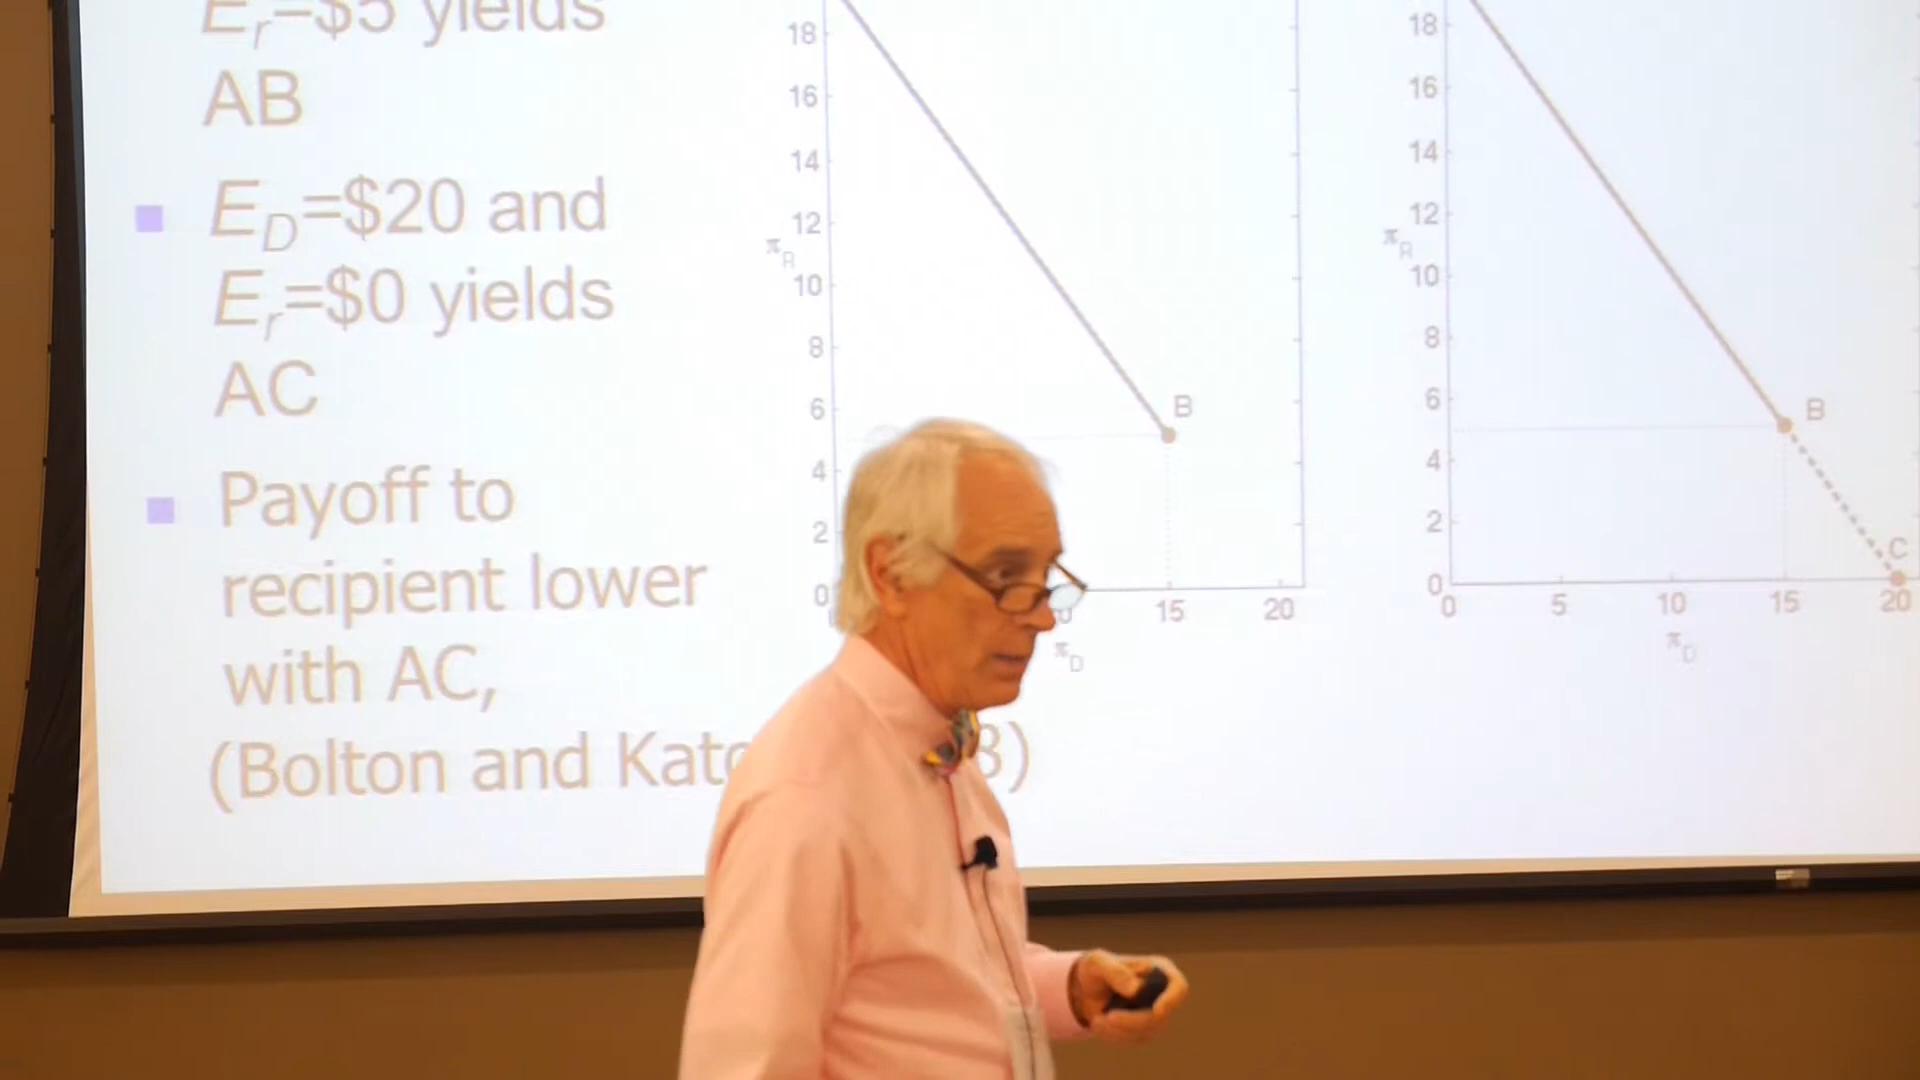 E_r=$5 yields
AB
E_D=$20 and
E_r=$0 yields
AC
Payoff to
recipient lower
with AC,
(Bolton and 3)
18
16
14
12
10
8
6
4
2
0
π_R
B
15 20
π_D
18
16
14
12
10
8
6
4
2
0
π_R
B
C
0 5 10 15 20
π_D